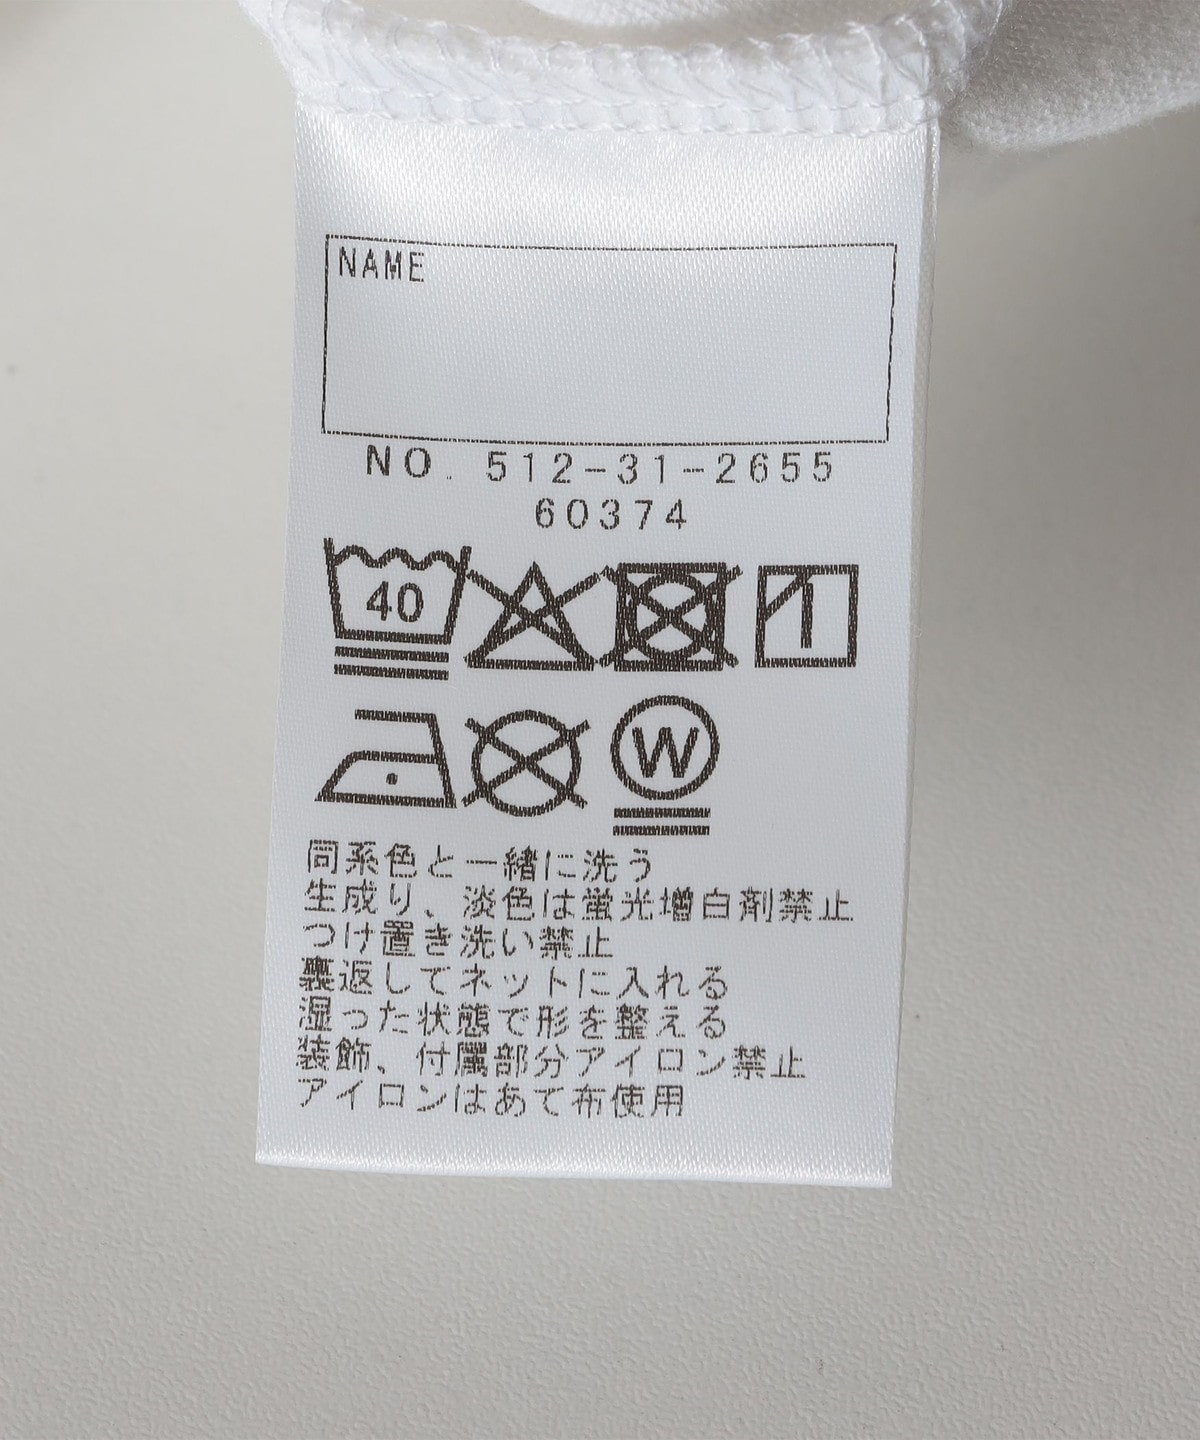 NAME
NO. 512-31-2655
60374
40
W
同系色と一緒に洗う
生成り、淡色は蛍光増白剤禁止
つけ置き洗い禁止
裏返してネットに入れる
湿った状態で形を整える
装飾、付属部分アイロン禁止
アイロンはあて布使用